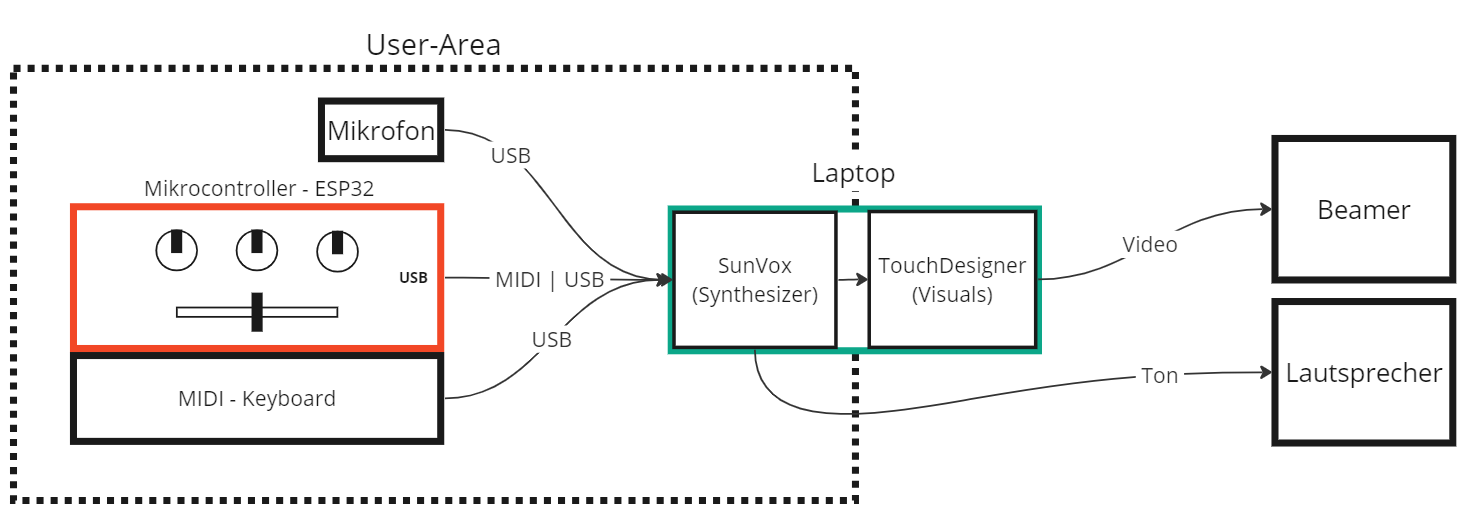 User-Area
Mikrofon
USB
Mikrocontroller - ESP32
USB
MIDI | USB
USB
MIDI - Keyboard
Laptop
SunVox
(Synthesizer)
TouchDesigner
(Visuals)
Video
Beamer
Ton
Lautsprecher